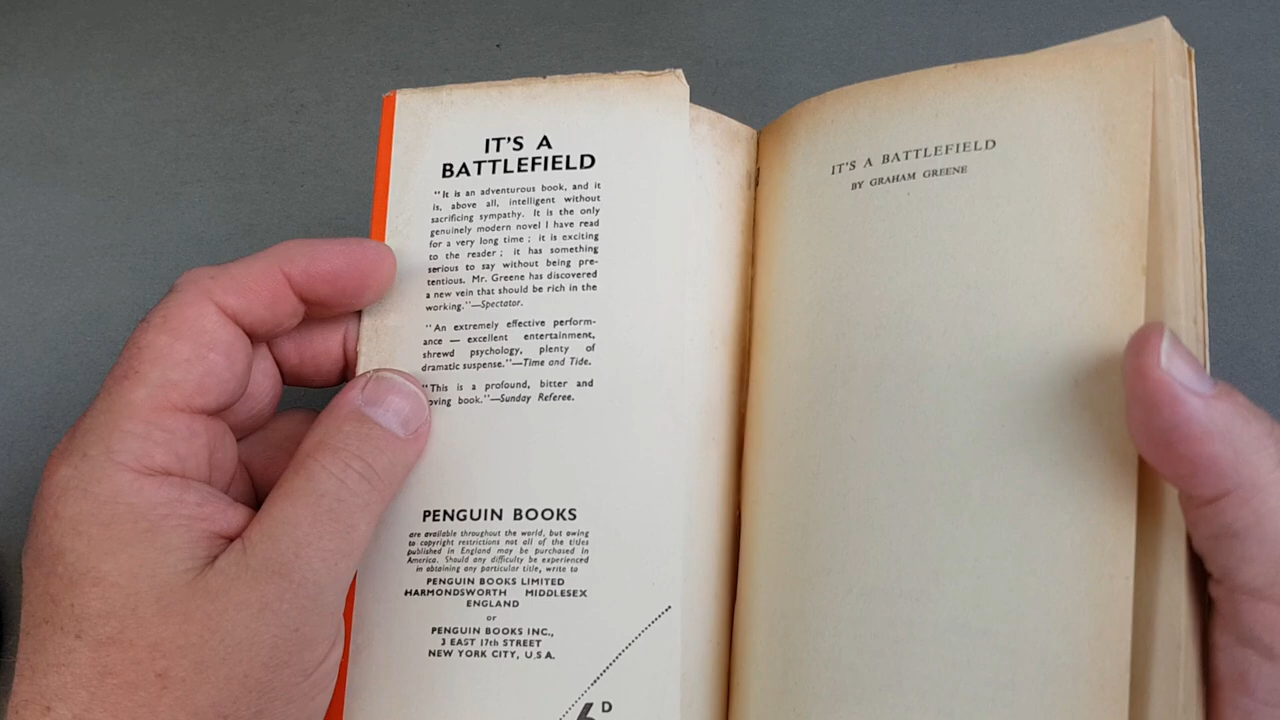 IT'S A
BATTLEFIELD
"It is an adventurous book, and it
is, above all, intelligent without
sacrificing sympathy. It is the only
genuinely modern novel I have read
for a very long time ; it is exciting
to the reader ; it has something
serious to say without being pre-
tentious. Mr. Greene has discovered
a new vein that should be rich in the
working."—Spectator.
"An extremely effective perform-
ance — excellent entertainment,
shrewd psychology, plenty of
dramatic suspense."—Time and Tide.
"This is a profound, bitter and
oving book."—Sunday Referee.
PENGUIN BOOKS
are available throughout the world, but owing
to copyright restrictions not all of the titles
published in England may be purchased in
America. Should any difficulty be experienced
in obtaining any particular title, write to
PENGUIN BOOKS LIMITED
HARMONDSWORTH MIDDLESEX
ENGLAND
or
PENGUIN BOOKS INC.,
3 EAST 17th STREET
NEW YORK CITY, U.S.A.
6D
IT'S A BATTLEFIELD
BY GRAHAM GREENE